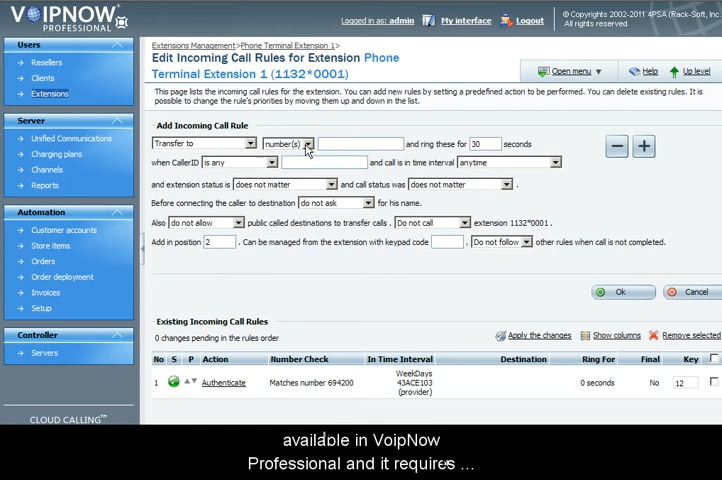 VOIPNOW
PROFESSIONAL
Logged in as: admin
My interface
Logout
© Copyrights 2002-2011 4PSA (Rack-Soft, Inc.)
All rights reserved
Users
Resellers
Clients
Extensions
Server
Unified Communications
Charging plans
Channels
Reports
Automation
Customer accounts
Store items
Orders
Order deployment
Invoices
Setup
Controller
Servers
CLOUD CALLING™
Extensions Management>Phone Terminal Extension 1>
Edit Incoming Call Rules for Extension Phone
Terminal Extension 1 (1132*0001)
Open menu
Help
Up level
This page lists the incoming call rules for the extension. You can add new rules by setting a predefined action to be performed. You can delete existing rules. It is
possible to change the rule's priorities by moving them up and down in the list.
Add Incoming Call Rule
Transfer to number(s) and ring these for 30 seconds
when CallerID is any and call is in time interval anytime
and extension status is does not matter and call status was does not matter .
Before connecting the caller to destination do not ask for his name.
Also do not allow public called destinations to transfer calls . Do not call extension 1132*0001 .
Add in position 2 . Can be managed from the extension with keypad code . Do not follow other rules when call is not completed.
Ok
Cancel
Existing Incoming Call Rules
0 changes pending in the rules order
Apply the changes
Show columns
Remove selected
No S P Action Number Check In Time Interval Destination Ring For Final Key
1 Authenticate Matches number 694200 WeekDays 43ACE103 (provider) 0 seconds No 12
available in VoipNow
Professional and it requires ...